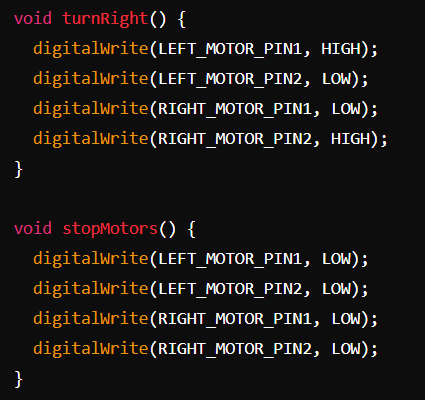 void turnRight() {
  digitalWrite(LEFT_MOTOR_PIN1, HIGH);
  digitalWrite(LEFT_MOTOR_PIN2, LOW);
  digitalWrite(RIGHT_MOTOR_PIN1, LOW);
  digitalWrite(RIGHT_MOTOR_PIN2, HIGH);
}

void stopMotors() {
  digitalWrite(LEFT_MOTOR_PIN1, LOW);
  digitalWrite(LEFT_MOTOR_PIN2, LOW);
  digitalWrite(RIGHT_MOTOR_PIN1, LOW);
  digitalWrite(RIGHT_MOTOR_PIN2, LOW);
}